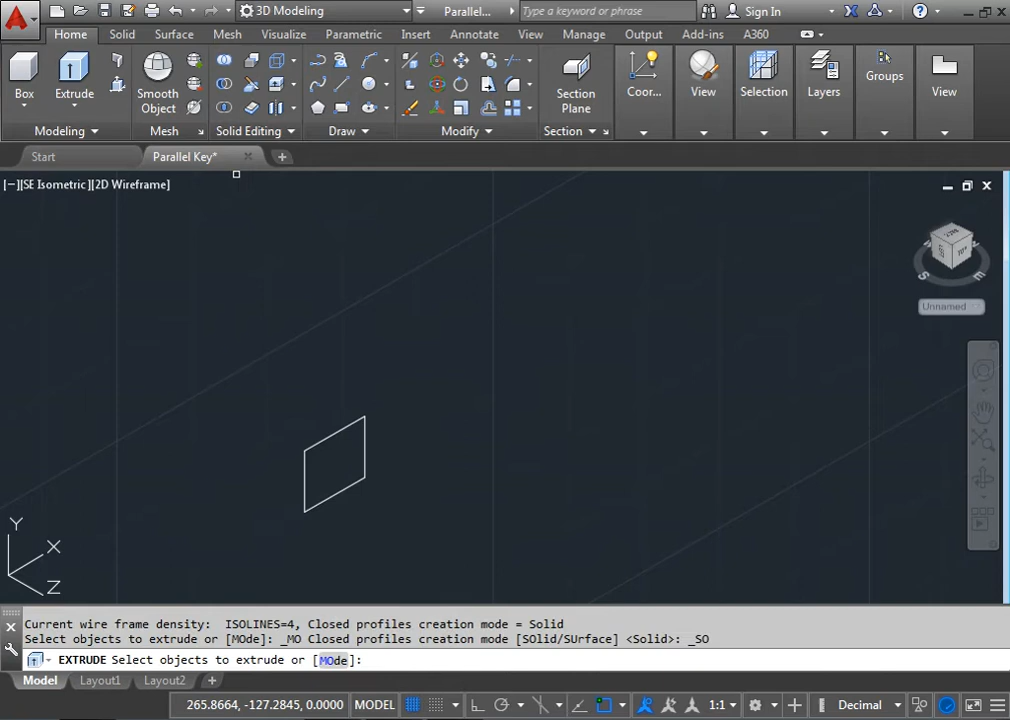 3D Modeling
Parallel...
Type a keyword or phrase
Sign In
Home
Solid
Surface
Mesh
Visualize
Parametric
Insert
Annotate
View
Manage
Output
Add-ins
A360
Box
Extrude
Smooth
Object
Section
Plane
Coor...
View
Selection
Layers
Groups
View
Modeling
Mesh
Solid Editing
Draw
Modify
Section
Start
Parallel Key*
[−][SE Isometric][2D Wireframe]
S
E
Unnamed
Y
X
Z
Current wire frame density: ISOLINES=4, Closed profiles creation mode = Solid
Select objects to extrude or [MOde]: _MO Closed profiles creation mode [SOlid/SUrface] <Solid>: _SO
EXTRUDE Select objects to extrude or [MOde]:
Model
Layout1
Layout2
265.8664, -127.2845, 0.0000
MODEL
1:1
Decimal